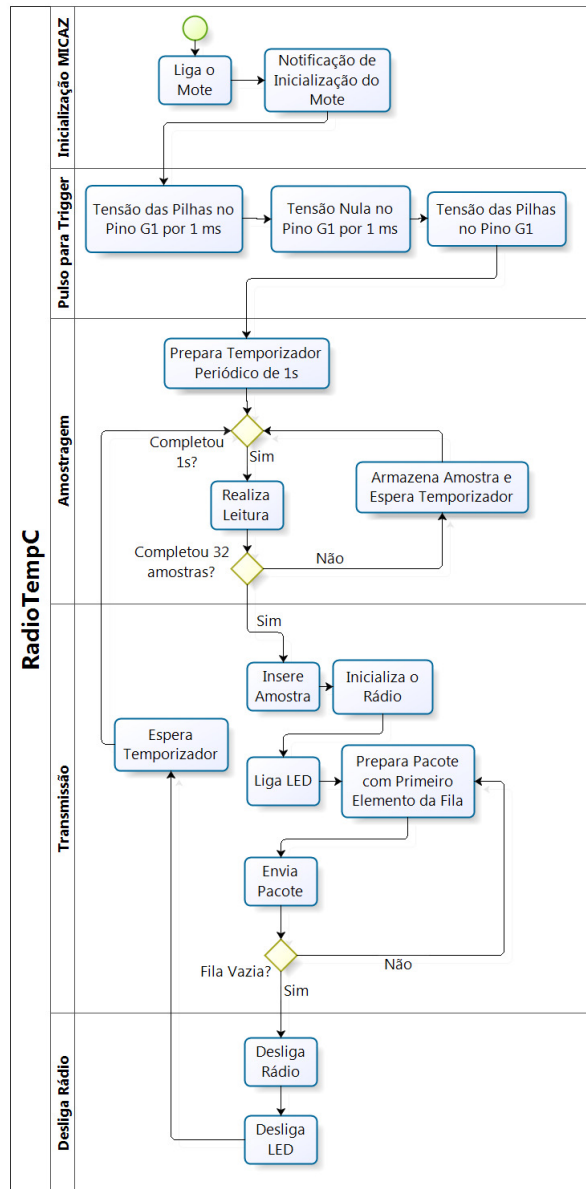 RadioTempC
Inicialização MICAZ
Liga o
Mote
Notificação de
Inicialização do
Mote
Pulso para Trigger
Tensão das Pilhas no
Pino G1 por 1 ms
Tensão Nula no
Pino G1 por 1 ms
Tensão das Pilhas
no Pino G1
Amostragem
Prepara Temporizador
Periódico de 1s
Completou
1s?
Sim
Realiza
Leitura
Armazena Amostra e
Espera Temporizador
Completou 32
amostras?
Não
Transmissão
Sim
Insere
Amostra
Inicializa o
Rádio
Espera
Temporizador
Liga LED
Prepara Pacote
com Primeiro
Elemento da Fila
Envia
Pacote
Fila Vazia?
Não
Sim
Desliga Rádio
Desliga
Rádio
Desliga
LED